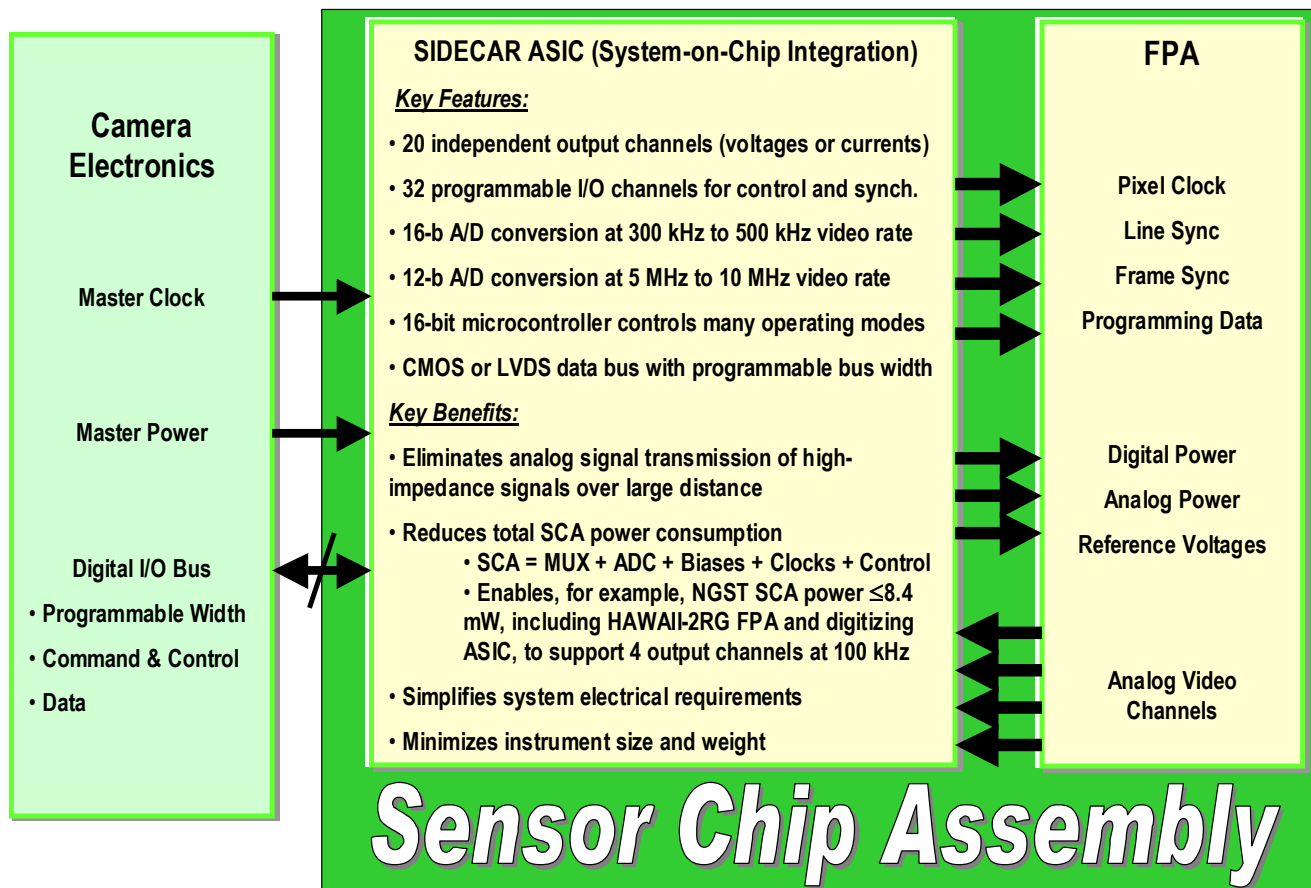 Camera
Electronics
Master Clock
Master Power
Digital I/O Bus
• Programmable Width
• Command & Control
• Data
SIDECAR ASIC (System-on-Chip Integration)
Key Features:
• 20 independent output channels (voltages or currents)
• 32 programmable I/O channels for control and synch.
• 16-b A/D conversion at 300 kHz to 500 kHz video rate
• 12-b A/D conversion at 5 MHz to 10 MHz video rate
• 16-bit microcontroller controls many operating modes
• CMOS or LVDS data bus with programmable bus width
Key Benefits:
• Eliminates analog signal transmission of high-
impedance signals over large distance
• Reduces total SCA power consumption
• SCA = MUX + ADC + Biases + Clocks + Control
• Enables, for example, NGST SCA power ≤8.4
mW, including HAWAII-2RG FPA and digitizing
ASIC, to support 4 output channels at 100 kHz
• Simplifies system electrical requirements
• Minimizes instrument size and weight
FPA
Pixel Clock
Line Sync
Frame Sync
Programming Data
Digital Power
Analog Power
Reference Voltages
Analog Video
Channels
Sensor Chip Assembly